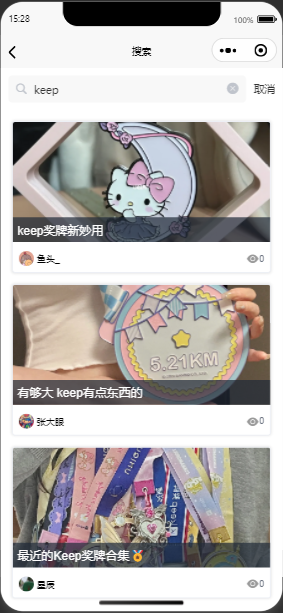 15:28
100%
搜索
keep
取消
keep奖牌新妙用
鱼头_
0
5.21KM
有够大 keep有点东西的
张大眼
0
最近的Keep奖牌合集🏅
星辰
0